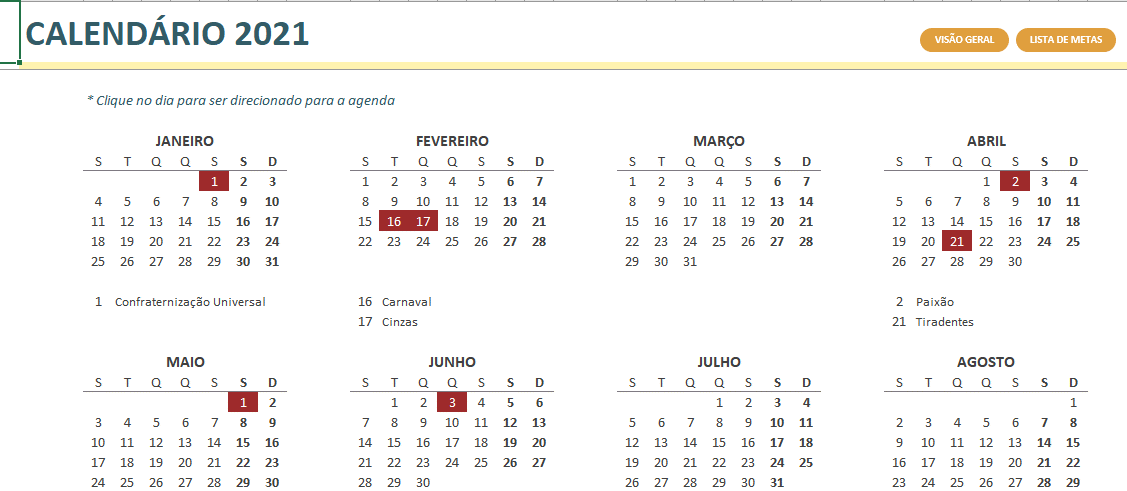 CALENDÁRIO 2021
VISÃO GERAL LISTA DE METAS
* Clique no dia para ser direcionado para a agenda
JANEIRO FEVEREIRO MARÇO ABRIL
S T Q Q S S D S T Q Q S S D S T Q Q S S D S T Q Q S S D
1 2 3 1 2 3 4 5 6 7 1 2 3 4 5 6 7 1 2 3 4
4 5 6 7 8 9 10 8 9 10 11 12 13 14 8 9 10 11 12 13 14 5 6 7 8 9 10 11
11 12 13 14 15 16 17 15 16 17 18 19 20 21 15 16 17 18 19 20 21 12 13 14 15 16 17 18
18 19 20 21 22 23 24 22 23 24 25 26 27 28 22 23 24 25 26 27 28 19 20 21 22 23 24 25
25 26 27 28 29 30 31 29 30 31 26 27 28 29 30
1 Confraternização Universal 16 Carnaval 2 Paixão
17 Cinzas 21 Tiradentes
MAIO JUNHO JULHO AGOSTO
S T Q Q S S D S T Q Q S S D S T Q Q S S D S T Q Q S S D
1 2 1 2 3 4 5 6 1 2 3 4 1
3 4 5 6 7 8 9 7 8 9 10 11 12 13 5 6 7 8 9 10 11 2 3 4 5 6 7 8
10 11 12 13 14 15 16 14 15 16 17 18 19 20 12 13 14 15 16 17 18 9 10 11 12 13 14 15
17 18 19 20 21 22 23 21 22 23 24 25 26 27 19 20 21 22 23 24 25 16 17 18 19 20 21 22
24 25 26 27 28 29 30 28 29 30 26 27 28 29 30 31 23 24 25 26 27 28 29